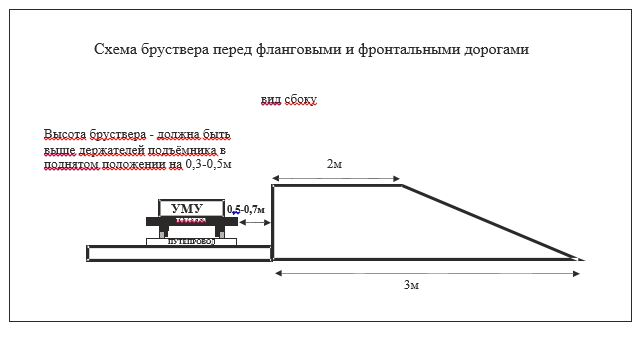 Схема бруствера перед фланговыми и фронтальными дорогами
вид сбоку
Высота бруствера - должна быть
выше держателей подъёмника в
поднятом положении на 0,3-0,5м
2м
УМУ
0,5-0,7м
ПУТЕПРОВОД
3м